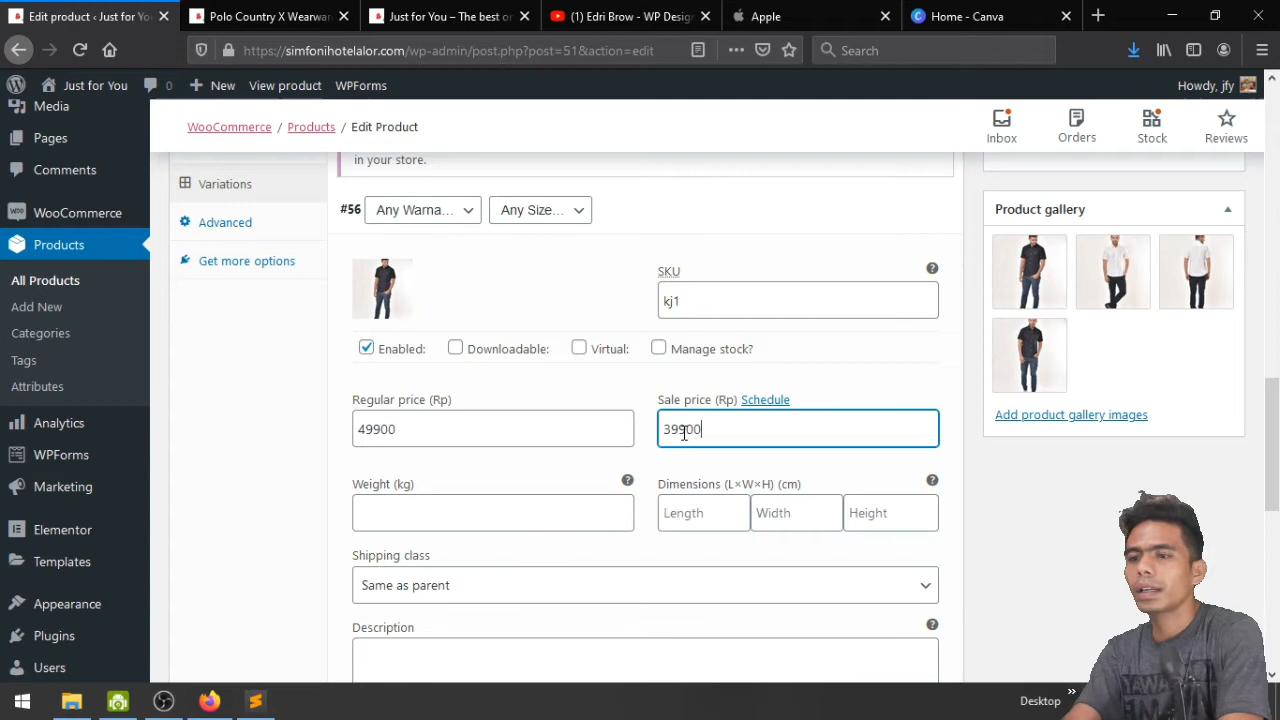 Edit product ‹ Just for You
Polo Country X Wearware
Just for You – The best or
(1) Edri Brow - WP Desig
Apple
Home - Canva
https://simfonihotelalor.com/wp-admin/post.php?post=51&action=edit
Search
Just for You
0
New
View product
WPForms
Howdy, jfy
Media
Pages
Comments
WooCommerce
Products
All Products
Add New
Categories
Tags
Attributes
Analytics
WPForms
Marketing
Elementor
Templates
Appearance
Plugins
Users
WooCommerce / Products / Edit Product
Inbox
Orders
Stock
Reviews
in your store.
Variations
Advanced
Get more options
#56
Any Warna...
Any Size...
SKU
kj1
Enabled:
Downloadable:
Virtual:
Manage stock?
Regular price (Rp)
49900
Sale price (Rp) Schedule
39900
Weight (kg)
Dimensions (L×W×H) (cm)
Length
Width
Height
Shipping class
Same as parent
Description
Product gallery
Add product gallery images
Desktop